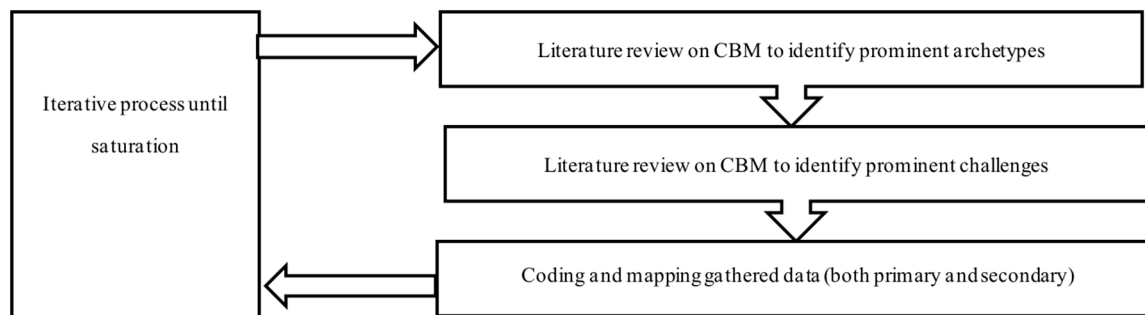 Iterative process until
saturation
Literature review on CBM to identify prominent archetypes
Literature review on CBM to identify prominent challenges
Coding and mapping gathered data (both primary and secondary)